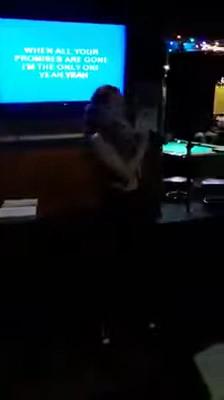 WHEN ALL YOUR
PROMISES ARE GONE
I'M THE ONLY ONE
YEAH YEAH